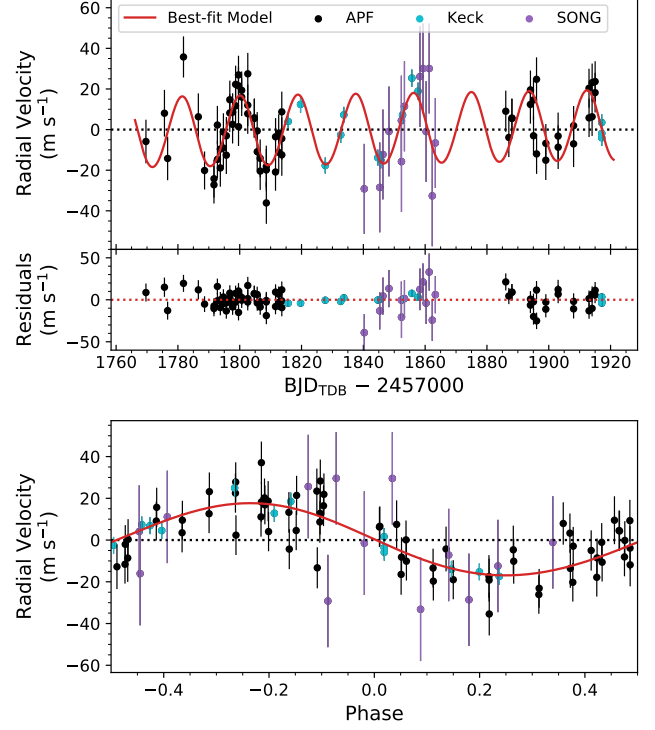 Best-fit Model APF Keck SONG
60
40
20
0
−20
−40
Radial Velocity
(m s⁻¹)
50
0
−50
Residuals
(m s⁻¹)
1760 1780 1800 1820 1840 1860 1880 1900 1920
BJD_TDB − 2457000
60
40
20
0
−20
−40
−60
Radial Velocity
(m s⁻¹)
−0.4 −0.2 0.0 0.2 0.4
Phase